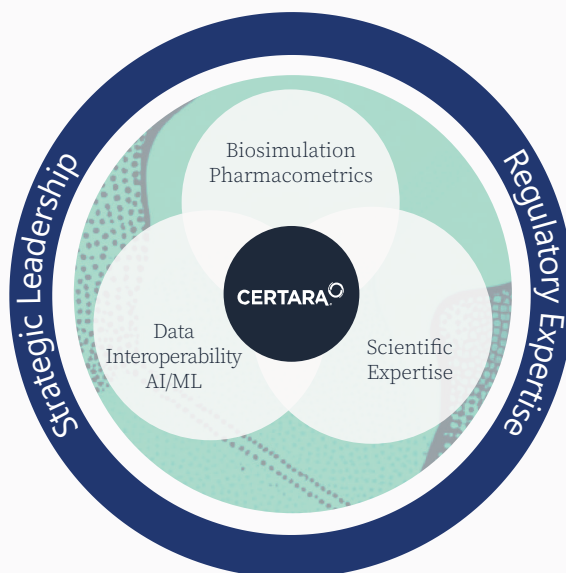 Strategic Leadership
Regulatory Expertise
Biosimulation
Pharmacometrics
CERTARA
Data
Interoperability
AI/ML
Scientific
Expertise